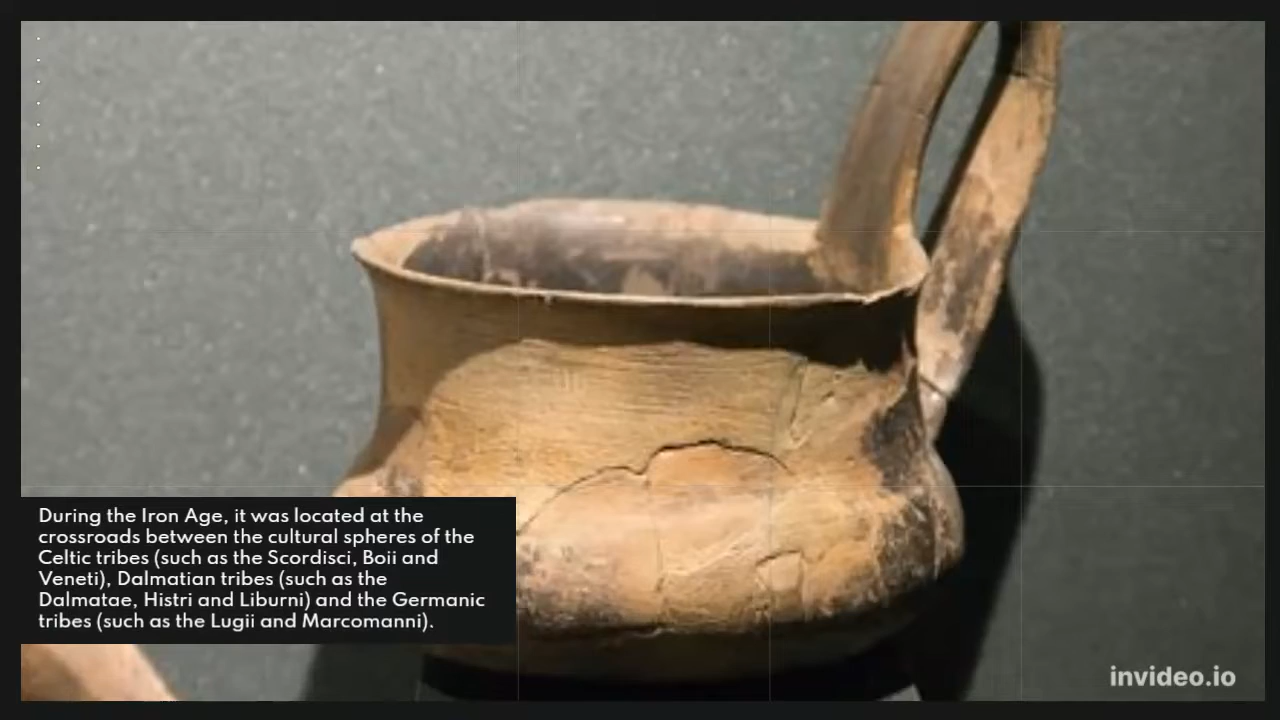 During the Iron Age, it was located at the
crossroads between the cultural spheres of the
Celtic tribes (such as the Scordisci, Boii and
Veneti), Dalmatian tribes (such as the
Dalmatae, Histri and Liburni) and the Germanic
tribes (such as the Lugii and Marcomanni).
invideo.io